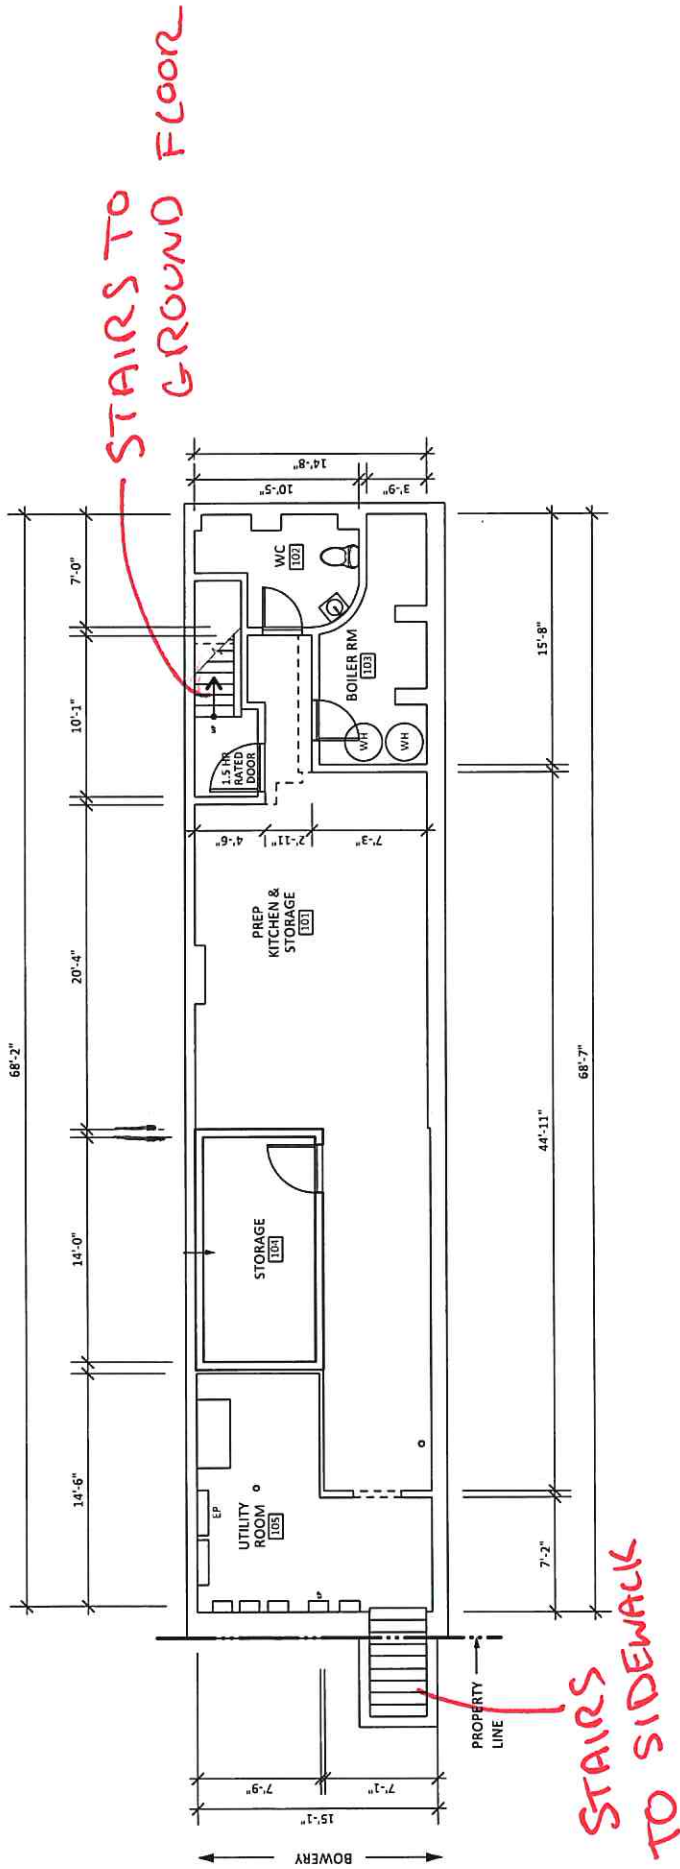 STAIRS TO
GROUND FLOOR
68'-2"
14'-6"
14'-0"
20'-4"
10'-1"
7'-0"
BOWERY
15'-1"
7'-9"
7'-1"
PROPERTY
LINE
UTILITY
ROOM
105
EP
STORAGE
104
PREP
KITCHEN &
STORAGE
101
4'-6"
2'-11"
7'-3"
1.5 HR
RATED
DOOR
WC
102
BOILER RM
103
WH
WH
10'-5"
3'-9"
14'-8"
7'-2"
44'-11"
15'-8"
68'-7"
STAIRS
TO SIDEWALK